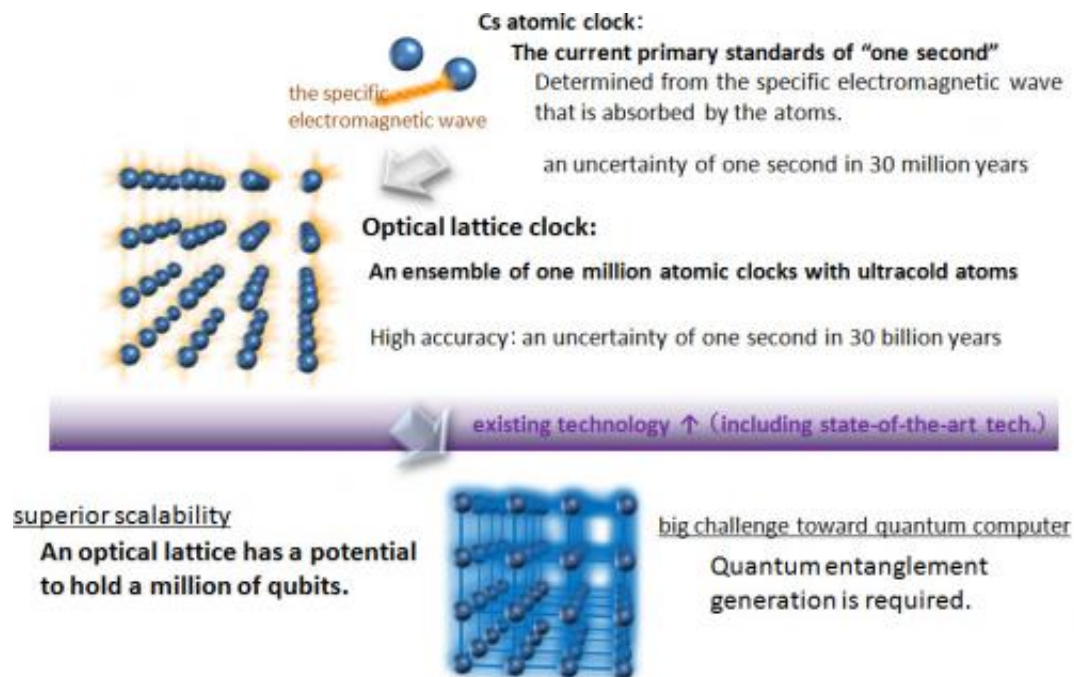 Cs atomic clock:
The current primary standards of “one second”
Determined from the specific electromagnetic wave
that is absorbed by the atoms.
the specific
electromagnetic wave
an uncertainty of one second in 30 million years
Optical lattice clock:
An ensemble of one million atomic clocks with ultracold atoms
High accuracy: an uncertainty of one second in 30 billion years
existing technology ↑ (including state-of-the-art tech.)
superior scalability
An optical lattice has a potential
to hold a million of qubits.
big challenge toward quantum computer
Quantum entanglement
generation is required.